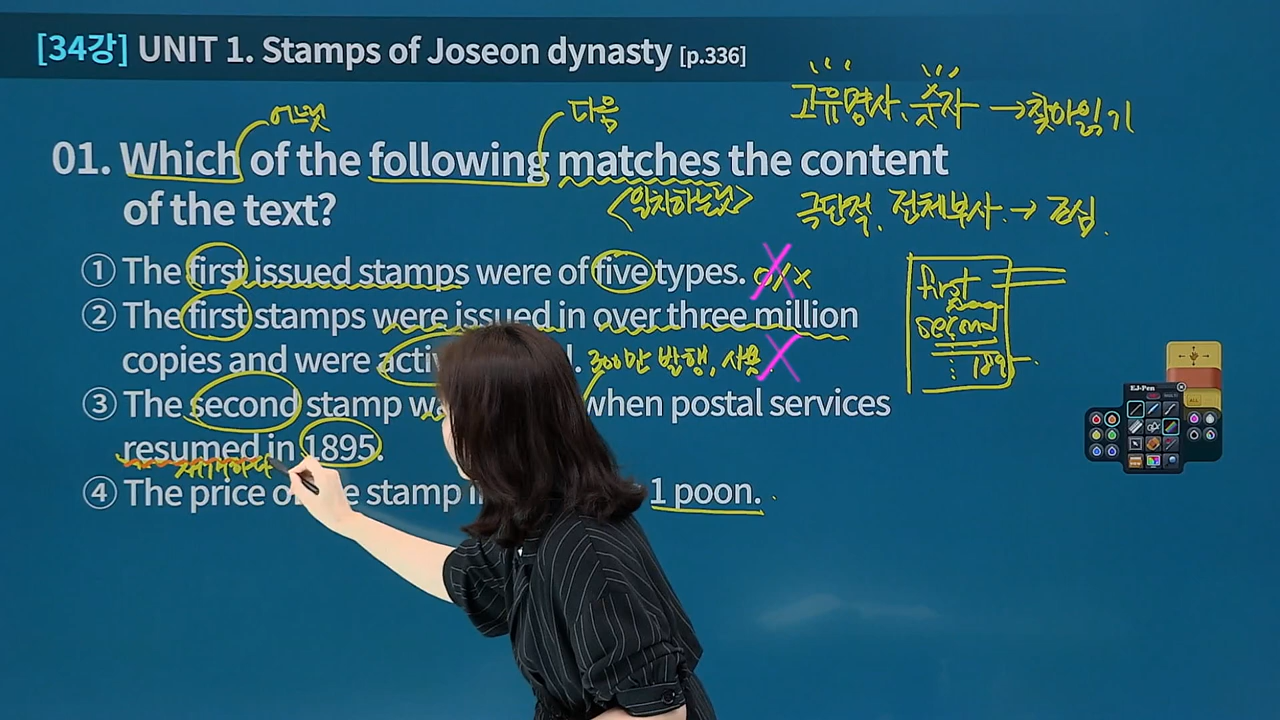 [34강] UNIT 1. Stamps of Joseon dynasty [p.336]
고유명사, 숫자 → 찾아읽기
어느것
다음
01. Which of the following matches the content
of the text?
<일치하는것>
극단적, 전체부사 → 조심.
① The first issued stamps were of five types. o/x
② The first stamps were issued in over three million
copies and were . 300만 발행, 사용.
③ The second stamp when postal services
resumed in 1895.
재개하다
④ The price stamp 1 poon.
first
second
189
EJ-Pen